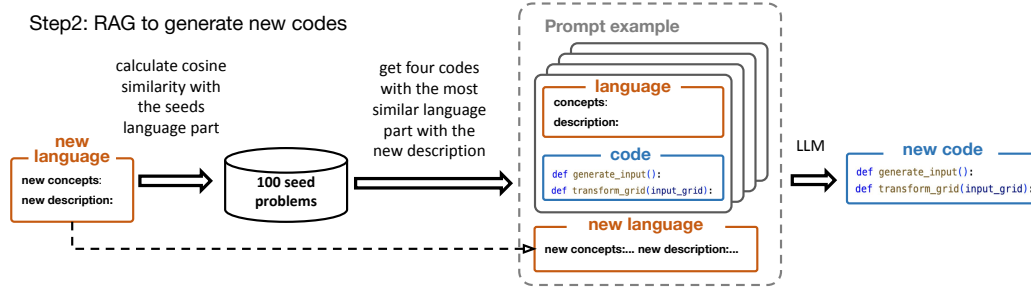 Step2: RAG to generate new codes
calculate cosine
similarity with
the seeds
language part
get four codes
with the most
similar language
part with the
new description
new
language
new concepts:
new description:
100 seed
problems
Prompt example
language
concepts:
description:
code
def generate_input():
def transform_grid(input_grid):
new language
new concepts:... new description:...
LLM
new code
def generate_input():
def transform_grid(input_grid):